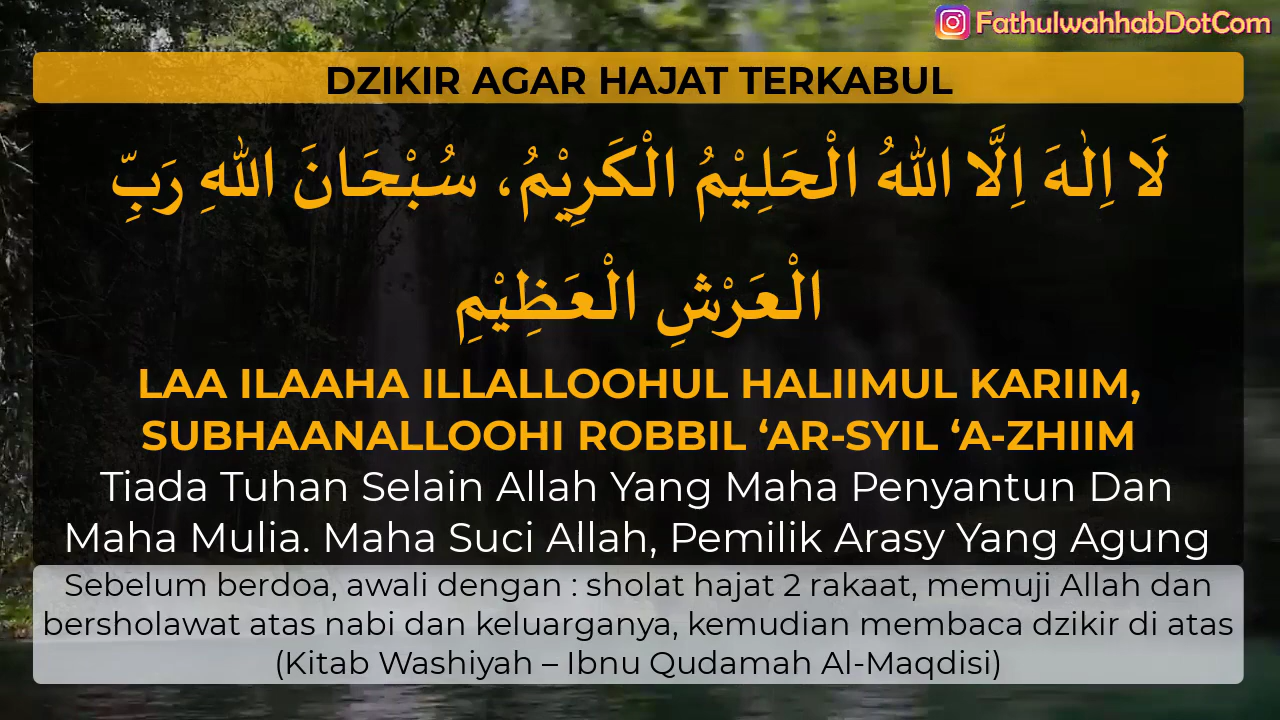 FathulwahhabDotCom
DZIKIR AGAR HAJAT TERKABUL
لَا اِلٰهَ اِلَّا اللهُ الْحَلِيْمُ الْكَرِيْمُ، سُبْحَانَ اللهِ رَبِّ
الْعَرْشِ الْعَظِيْمِ
LAA ILAAHA ILLALLOOHUL HALIIMUL KARIIM,
SUBHAANALLOOHI ROBBIL ‘AR-SYIL ‘A-ZHIIM
Tiada Tuhan Selain Allah Yang Maha Penyantun Dan
Maha Mulia. Maha Suci Allah, Pemilik Arasy Yang Agung
Sebelum berdoa, awali dengan : sholat hajat 2 rakaat, memuji Allah dan
bersholawat atas nabi dan keluarganya, kemudian membaca dzikir di atas
(Kitab Washiyah – Ibnu Qudamah Al-Maqdisi)